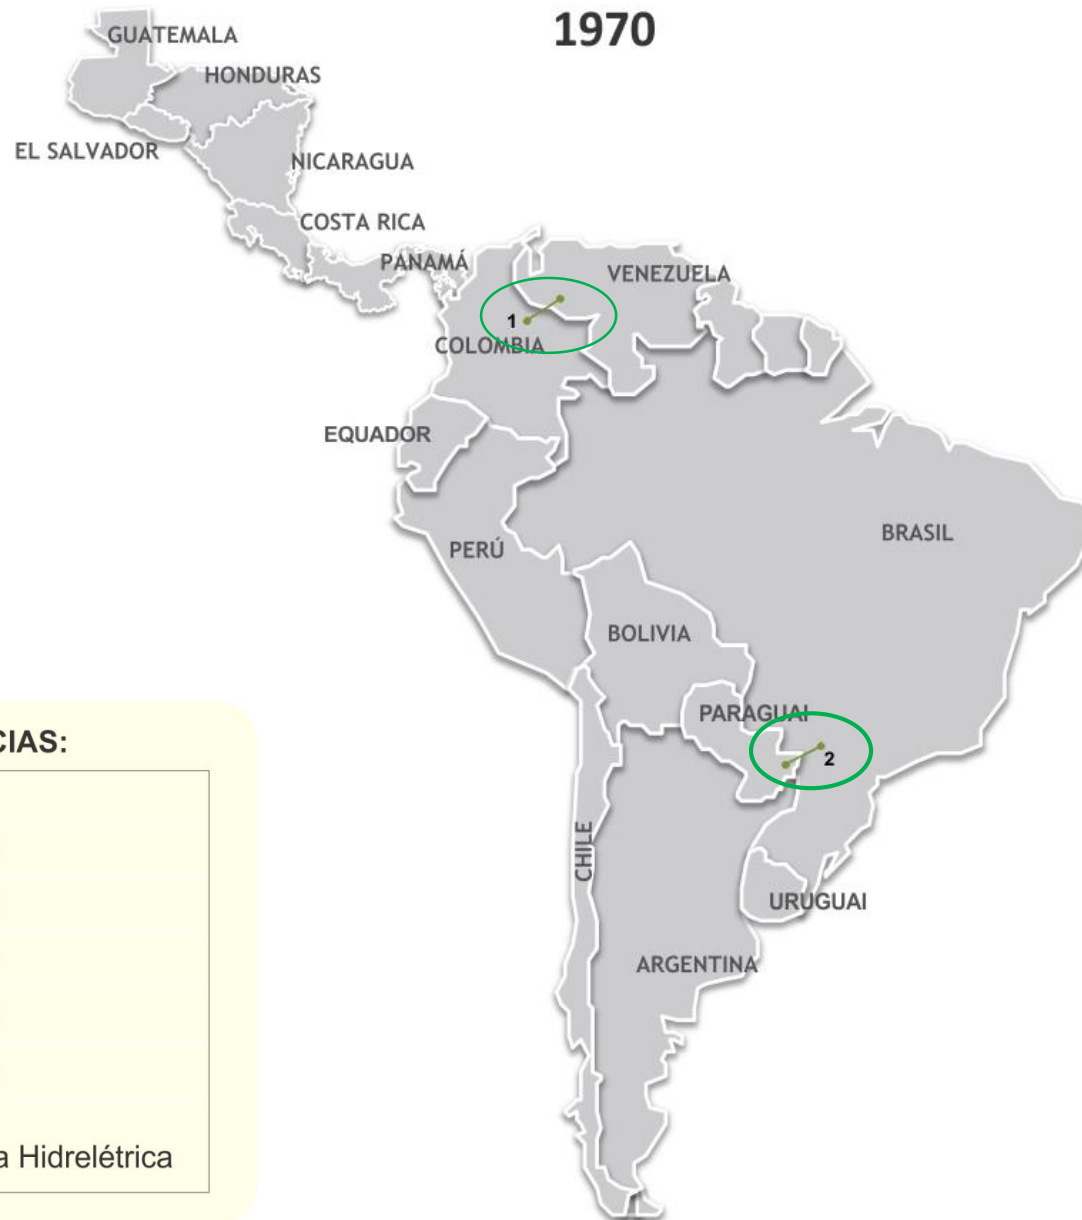 1970
GUATEMALA
HONDURAS
EL SALVADOR
NICARAGUA
COSTA RICA
PANAMÁ
VENEZUELA
1
COLOMBIA
EQUADOR
BRASIL
PERÚ
BOLIVIA
PARAGUAI
2
CHILE
URUGUAI
ARGENTINA
CIAS:
a Hidrelétrica